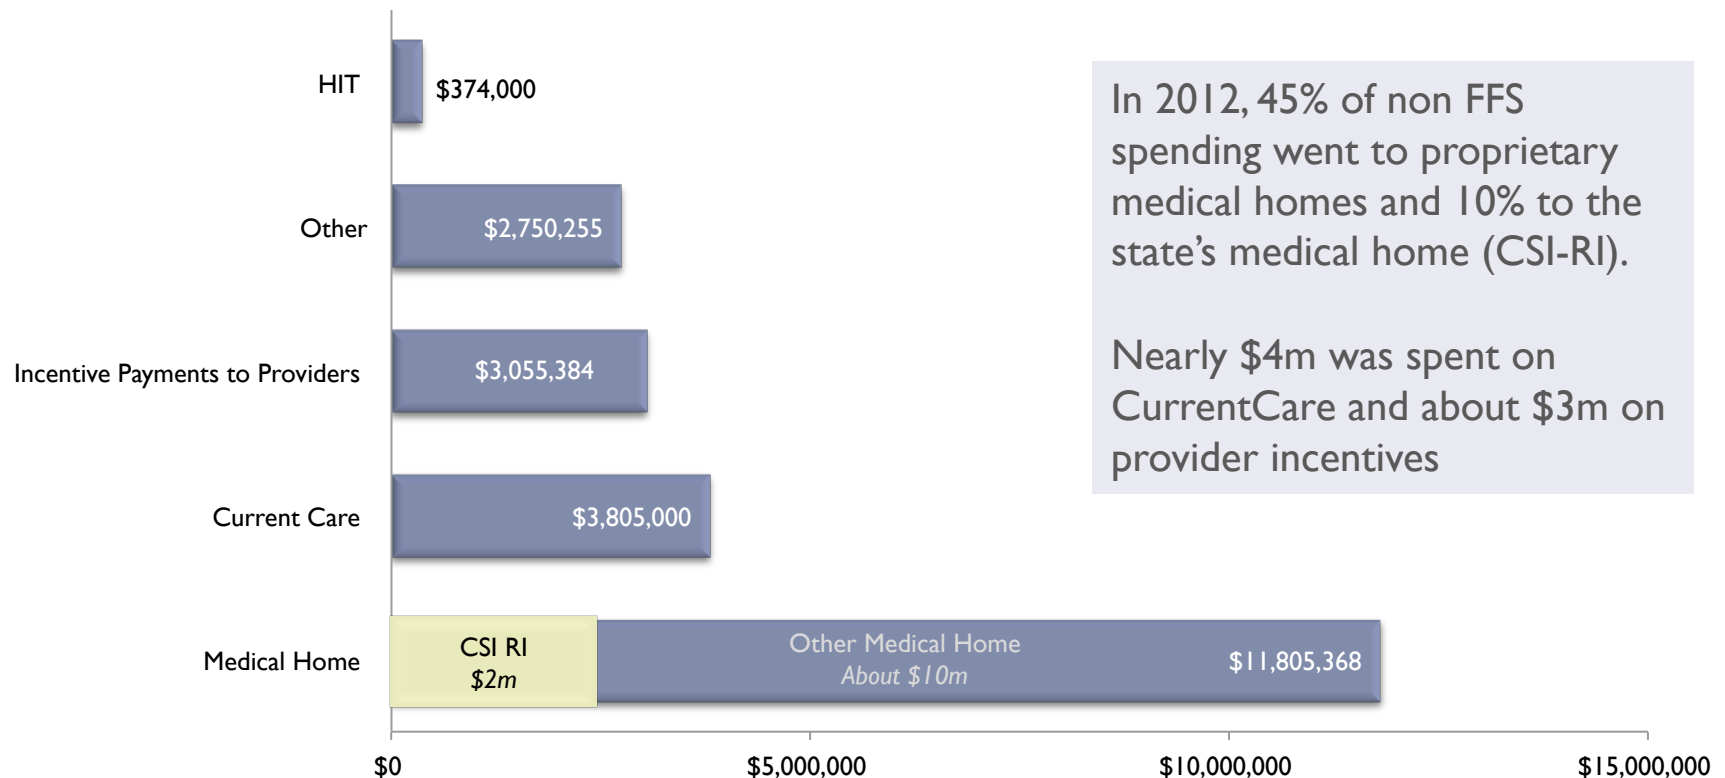 HIT
$374,000
Other
$2,750,255
Incentive Payments to Providers
$3,055,384
Current Care
$3,805,000
Medical Home
CSI RI
$2m
Other Medical Home
About $10m
$11,805,368
$0
$5,000,000
$10,000,000
$15,000,000
In 2012, 45% of non FFS
spending went to proprietary
medical homes and 10% to the
state's medical home (CSI-RI).
Nearly $4m was spent on
CurrentCare and about $3m on
provider incentives